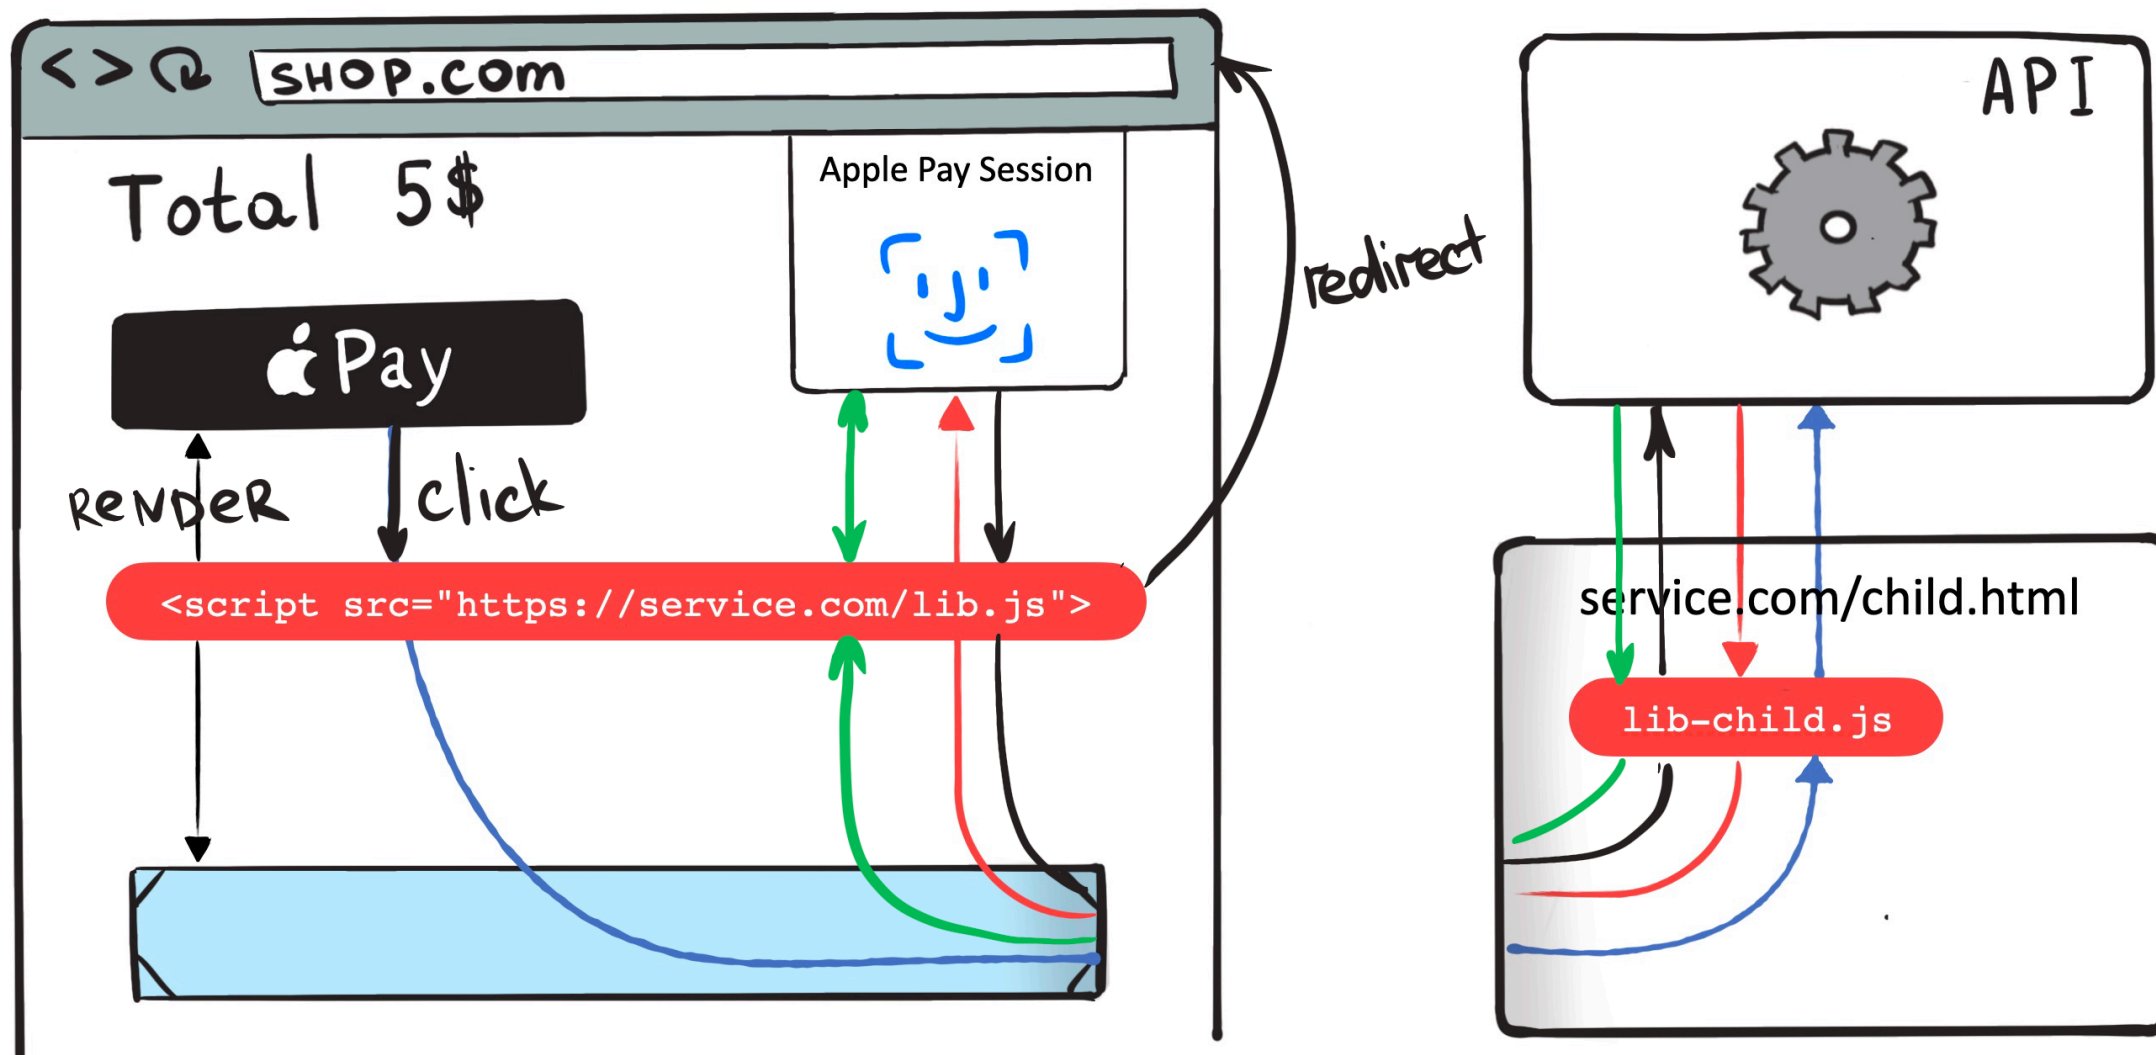 < >
SHOP.com
API
Apple Pay Session
Total 5$
redirect
Pay
RENDER
click
<script src="https://service.com/lib.js">
service.com/child.html
lib-child.js